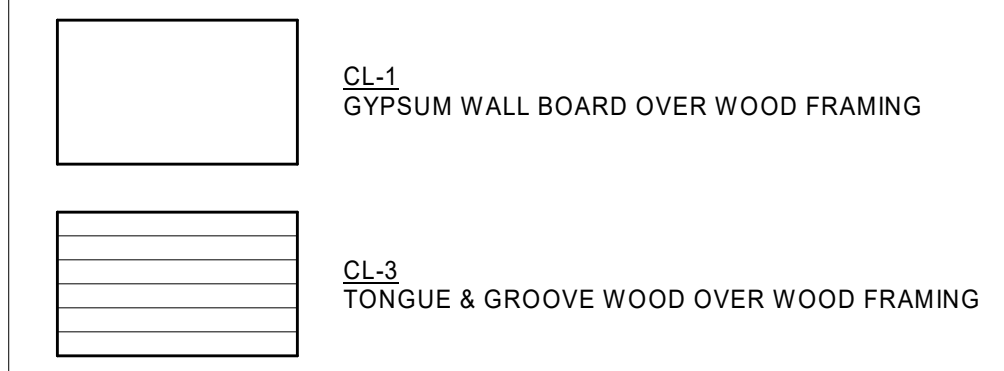 CL-1
GYPSUM WALL BOARD OVER WOOD FRAMING
CL-3
TONGUE & GROOVE WOOD OVER WOOD FRAMING